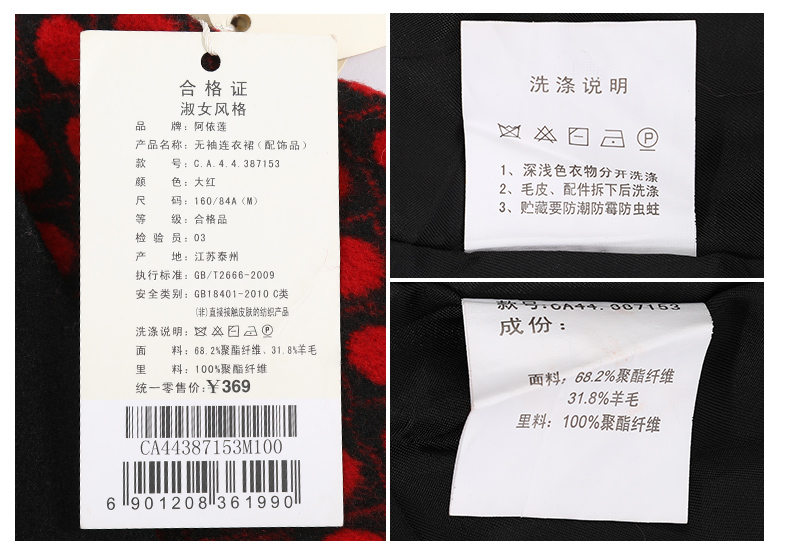 合格证
淑女风格
品 牌：阿依莲
产品名称：无袖连衣裙（配饰品）
款 号：C.A.4.4.387153
颜 色：大红
尺 码：160/84A（M）
等 级：合格品
检 验 员：03
产 地：江苏泰州
执行标准：GB/T2666-2009
安全类别：GB18401-2010 C类
（非）直接接触皮肤的纺织产品
洗涤说明：
面 料：68.2%聚酯纤维、31.8%羊毛
里 料：100%聚酯纤维
统一零售价：¥369
CA44387153M100
6 901208 361990
洗涤说明
P
1、深浅色衣物分开洗涤
2、毛皮、配件拆下后洗涤
3、贮藏要防潮防霉防虫蛀
款号：CA44.387153
成份：
面料：68.2%聚酯纤维
31.8%羊毛
里料：100%聚酯纤维